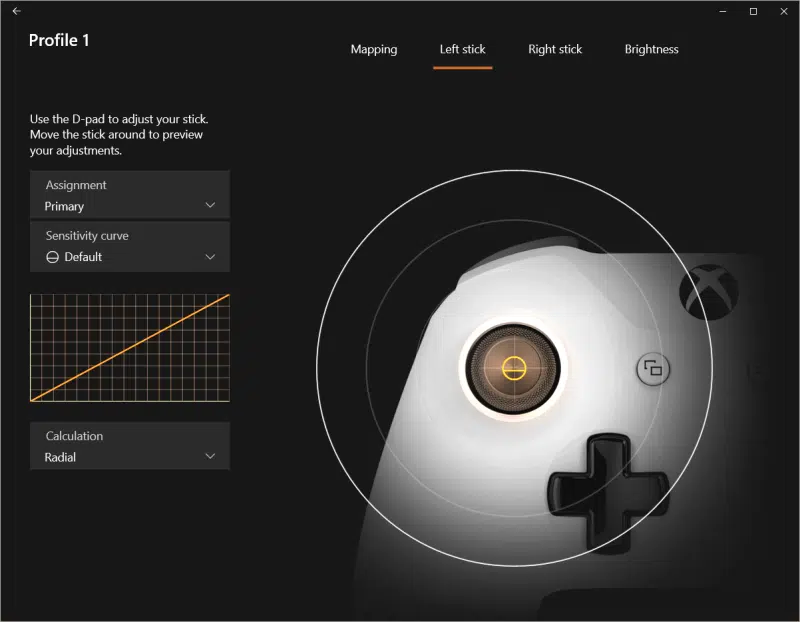 Profile 1
Mapping
Left stick
Right stick
Brightness
Use the D-pad to adjust your stick.
Move the stick around to preview
your adjustments.
Assignment
Primary
Sensitivity curve
Default
Calculation
Radial